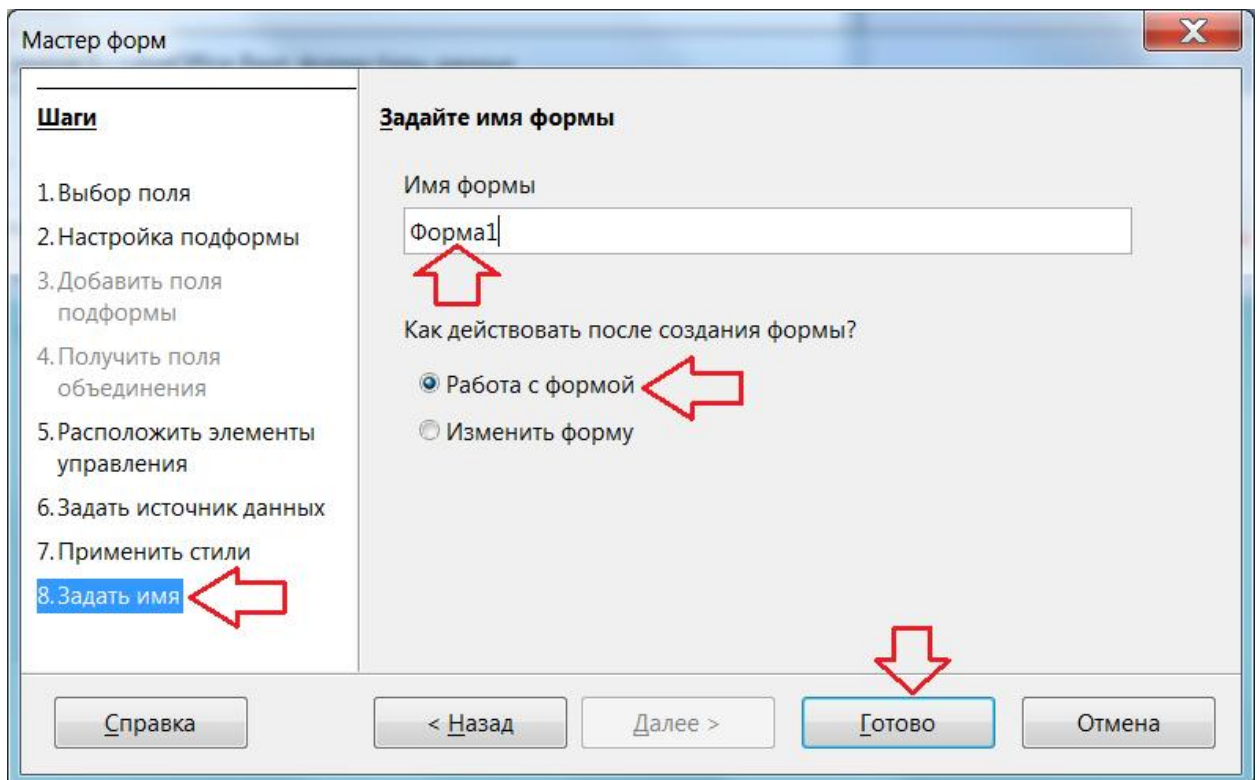 Мастер форм
Шаги
1. Выбор поля
2. Настройка подформы
3. Добавить поля
подформы
4. Получить поля
объединения
5. Расположить элементы
управления
6. Задать источник данных
7. Применить стили
8. Задать имя
Задайте имя формы
Имя формы
Форма1
Как действовать после создания формы?
Работа с формой
Изменить форму
Справка
< Назад
Далее >
Готово
Отмена